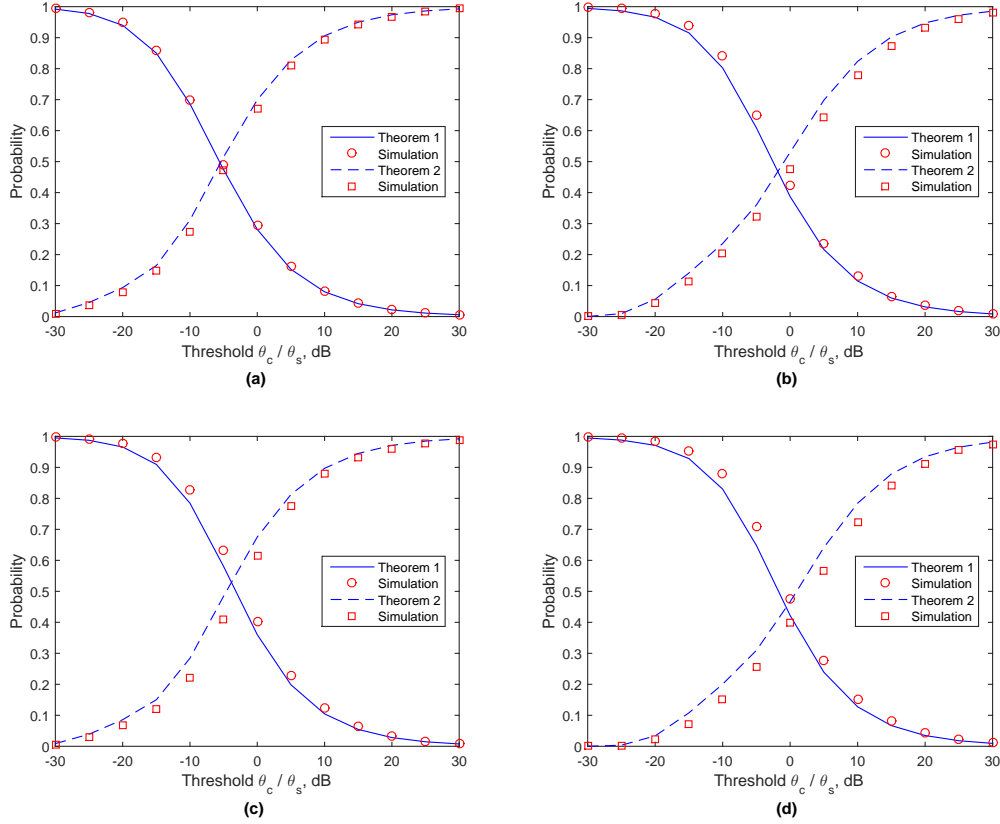 1
0.9
0.8
0.7
0.6
0.5
0.4
0.3
0.2
0.1
0
Probability
-30 -20 -10 0 10 20 30
Threshold θc / θs, dB
Theorem 1
Simulation
Theorem 2
Simulation
(a)
1
0.9
0.8
0.7
0.6
0.5
0.4
0.3
0.2
0.1
0
Probability
-30 -20 -10 0 10 20 30
Threshold θc / θs, dB
Theorem 1
Simulation
Theorem 2
Simulation
(b)
1
0.9
0.8
0.7
0.6
0.5
0.4
0.3
0.2
0.1
0
Probability
-30 -20 -10 0 10 20 30
Threshold θc / θs, dB
Theorem 1
Simulation
Theorem 2
Simulation
(c)
1
0.9
0.8
0.7
0.6
0.5
0.4
0.3
0.2
0.1
0
Probability
-30 -20 -10 0 10 20 30
Threshold θc / θs, dB
Theorem 1
Simulation
Theorem 2
Simulation
(d)